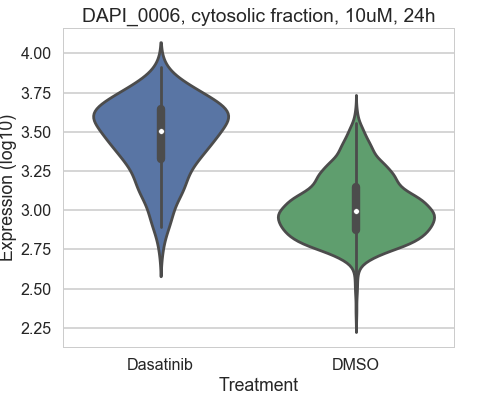 DAPI_0006, cytosolic fraction, 10uM, 24h
Expression (log10)
4.00
3.75
3.50
3.25
3.00
2.75
2.50
2.25
Dasatinib DMSO
Treatment